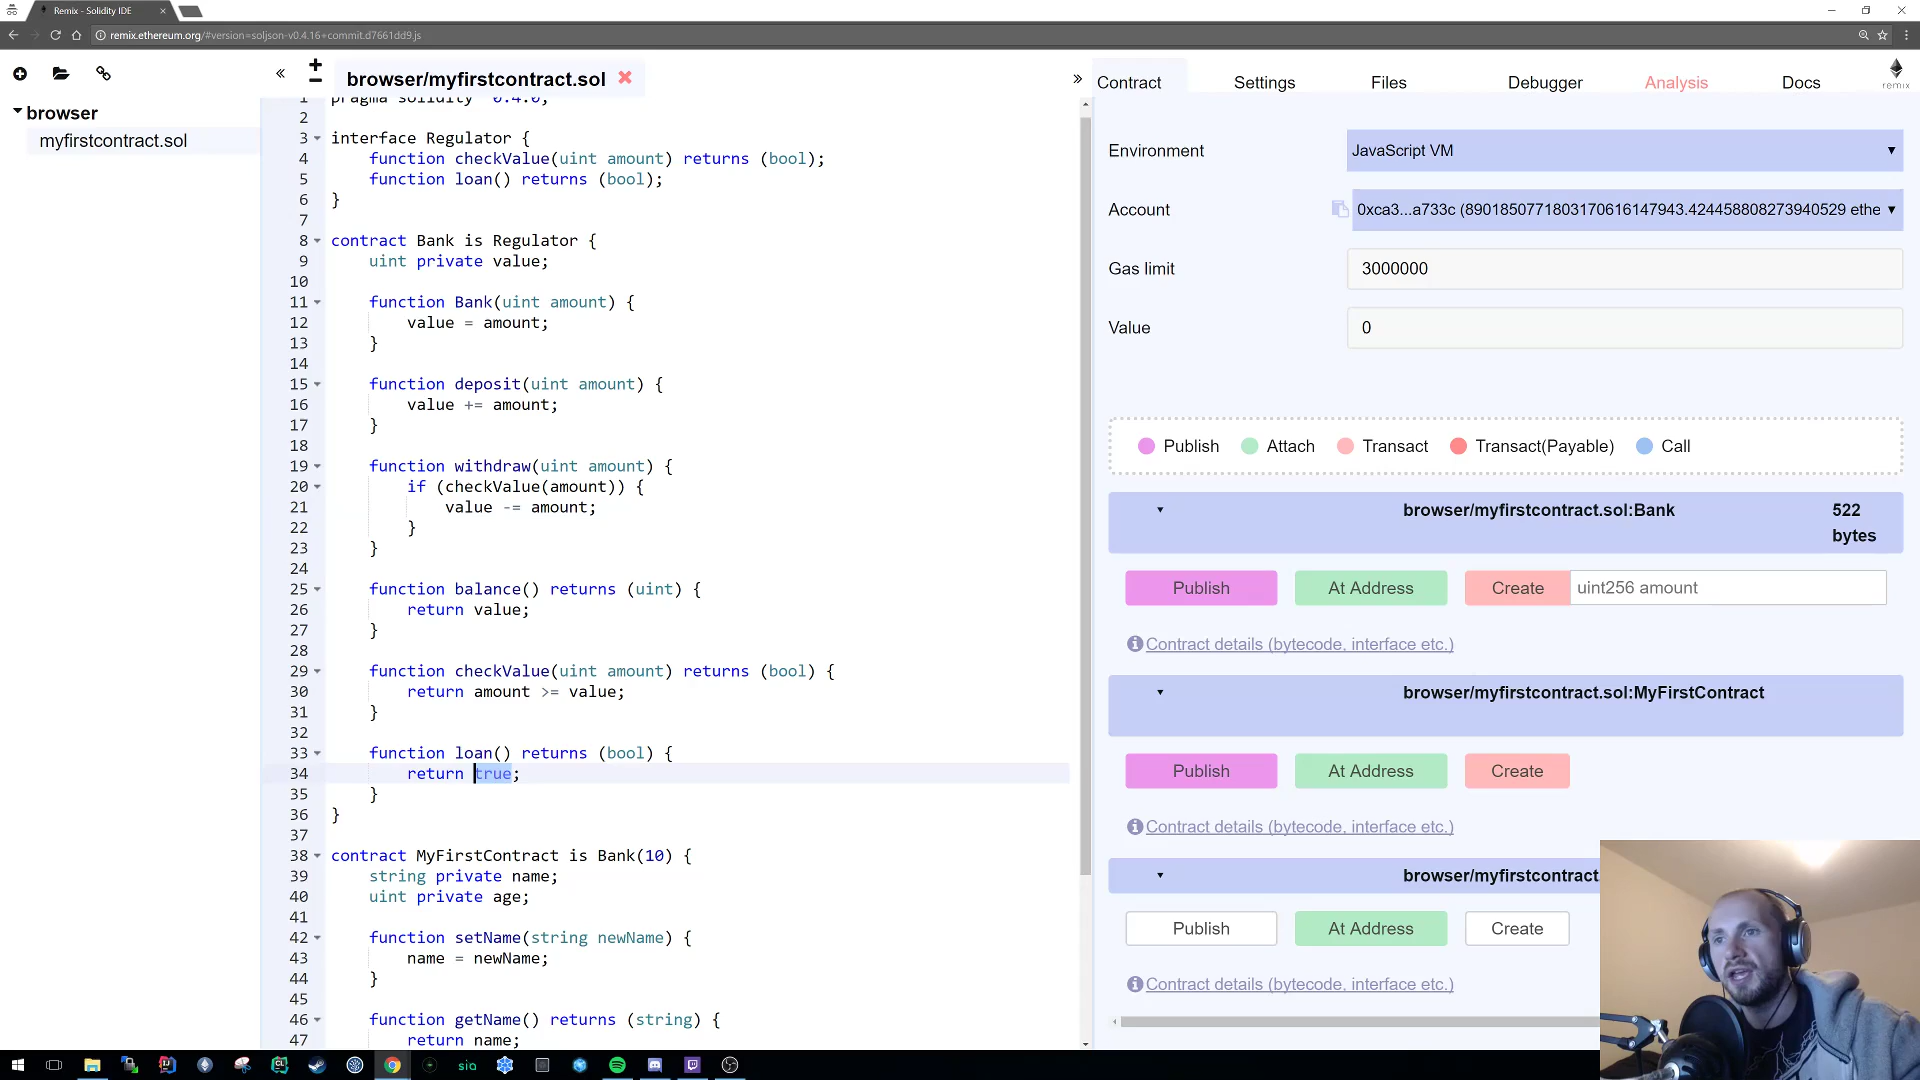 Remix - Solidity IDE
remix.ethereum.org/#version=soljson-v0.4.16+commit.d7661dd9.js
browser
myfirstcontract.sol
browser/myfirstcontract.sol
1 pragma solidity ^0.4.0;
2
3 interface Regulator {
4 function checkValue(uint amount) returns (bool);
5 function loan() returns (bool);
6 }
7
8 contract Bank is Regulator {
9 uint private value;
10
11 function Bank(uint amount) {
12 value = amount;
13 }
14
15 function deposit(uint amount) {
16 value += amount;
17 }
18
19 function withdraw(uint amount) {
20 if (checkValue(amount)) {
21 value -= amount;
22 }
23 }
24
25 function balance() returns (uint) {
26 return value;
27 }
28
29 function checkValue(uint amount) returns (bool) {
30 return amount >= value;
31 }
32
33 function loan() returns (bool) {
34 return true;
35 }
36 }
37
38 contract MyFirstContract is Bank(10) {
39 string private name;
40 uint private age;
41
42 function setName(string newName) {
43 name = newName;
44 }
45
46 function getName() returns (string) {
47 return name;
Contract Settings Files Debugger Analysis Docs
remix
Environment JavaScript VM
Account 0xca3...a733c (8901850771803170616147943.424458808273940529 ethe
Gas limit 3000000
Value 0
Publish Attach Transact Transact(Payable) Call
browser/myfirstcontract.sol:Bank 522 bytes
Publish At Address Create uint256 amount
Contract details (bytecode, interface etc.)
browser/myfirstcontract.sol:MyFirstContract
Publish At Address Create
Contract details (bytecode, interface etc.)
browser/myfirstcontract.
Publish At Address Create
Contract details (bytecode, interface etc.)
sia